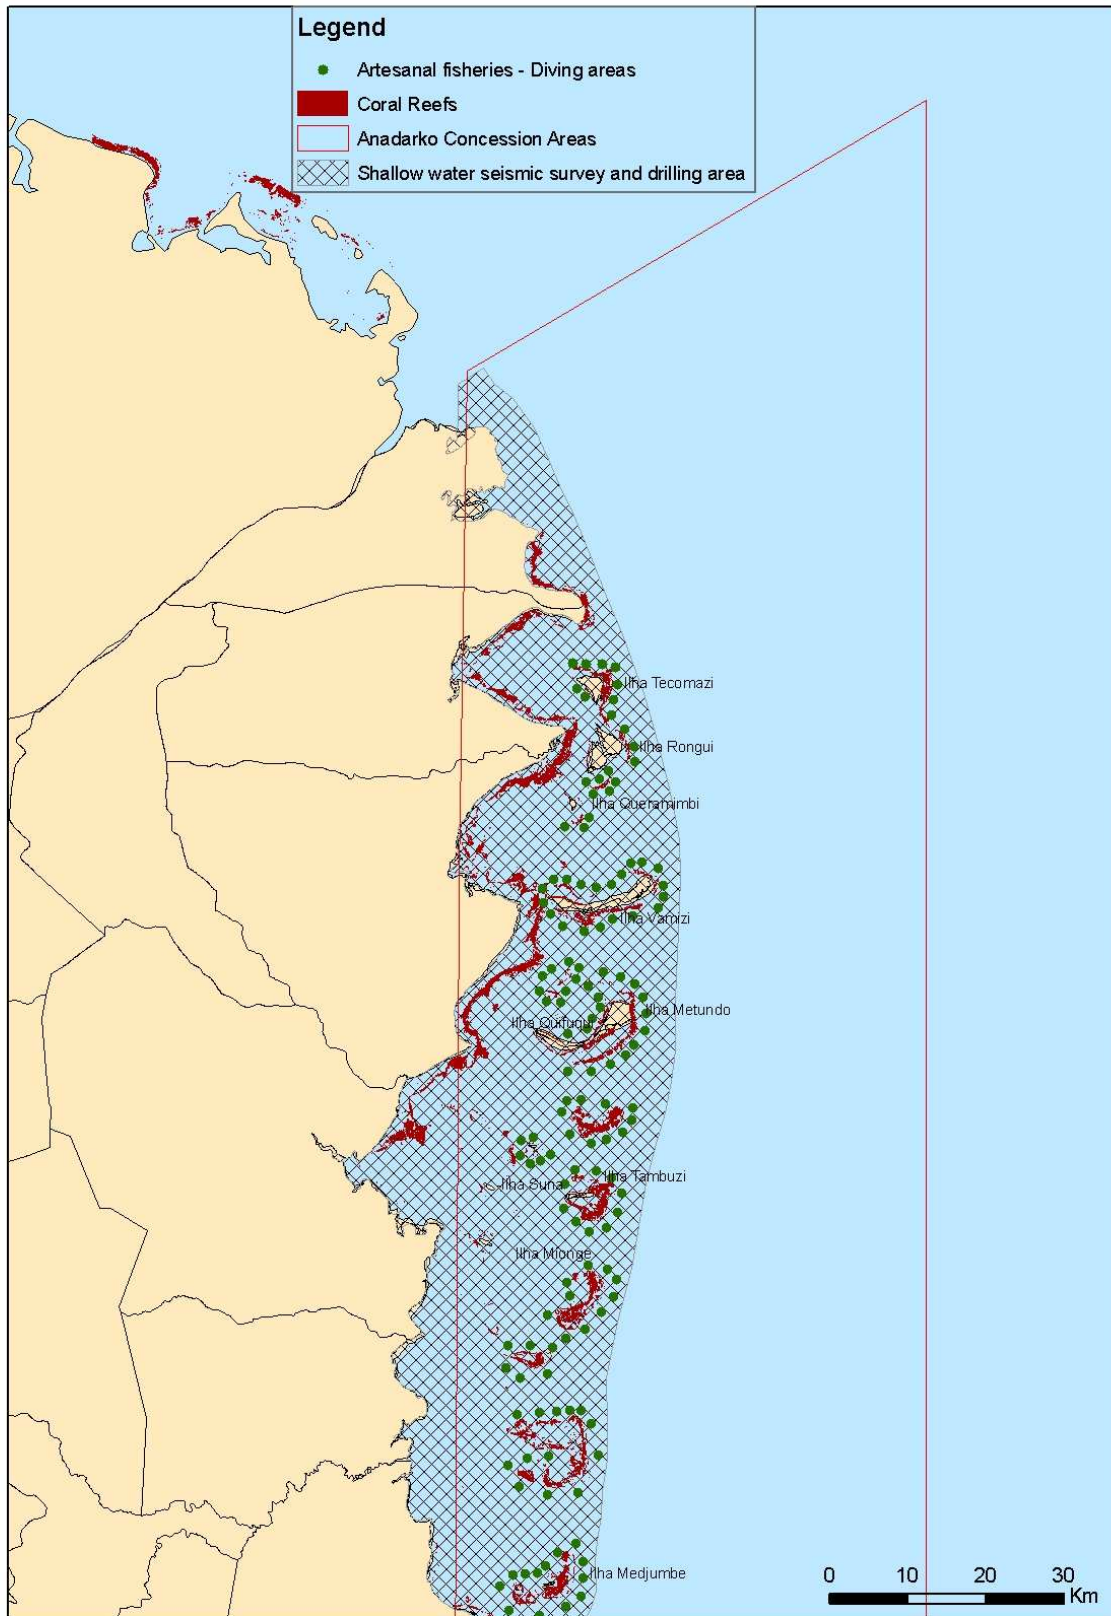 Legend
Artesanal fisheries - Diving areas
Coral Reefs
Anadarko Concession Areas
Shallow water seismic survey and drilling area
Ilha Tecomazi
Ilha Rongui
Ilha Queramimbi
Ilha Vamizi
Ilha Metundo
Ilha Quifuqui
Ilha Tambuzi
Ilha Suna
Ilha Mionge
Ilha Medjumbe
0 10 20 30
Km